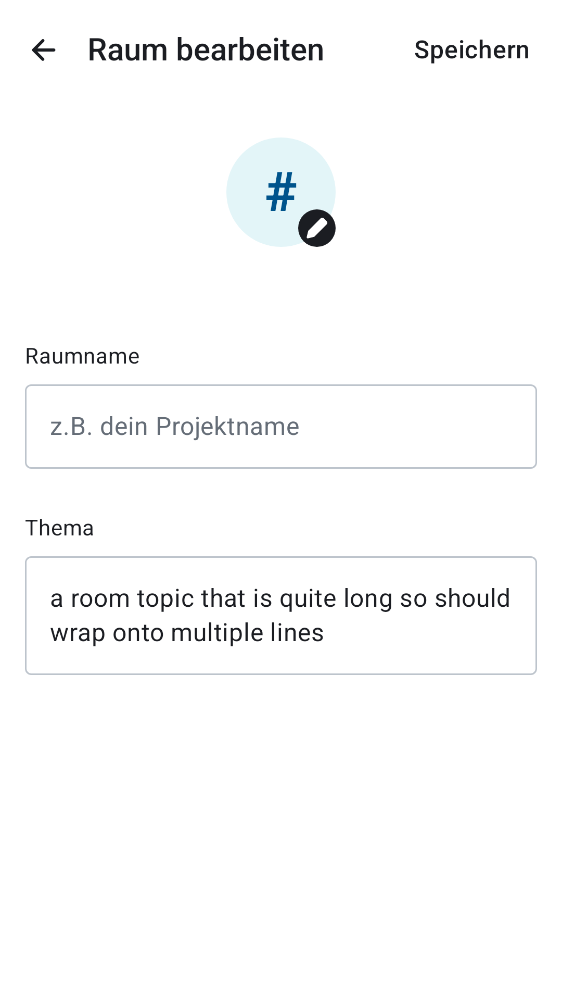 Raum bearbeiten
Speichern
#
Raumname
z.B. dein Projektname
Thema
a room topic that is quite long so should
wrap onto multiple lines